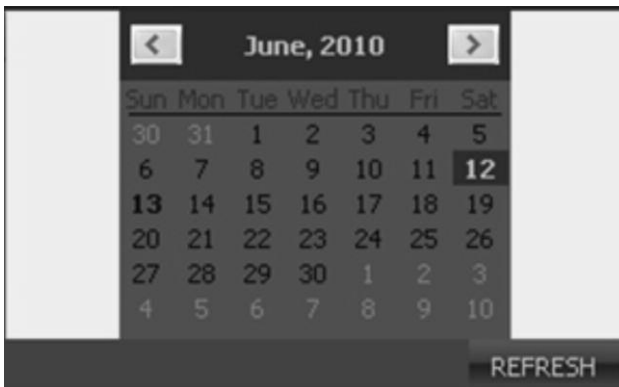 < June, 2010 >
Sun Mon Tue Wed Thu Fri Sat
30 31 1 2 3 4 5
6 7 8 9 10 11 12
13 14 15 16 17 18 19
20 21 22 23 24 25 26
27 28 29 30 1 2 3
4 5 6 7 8 9 10
REFRESH